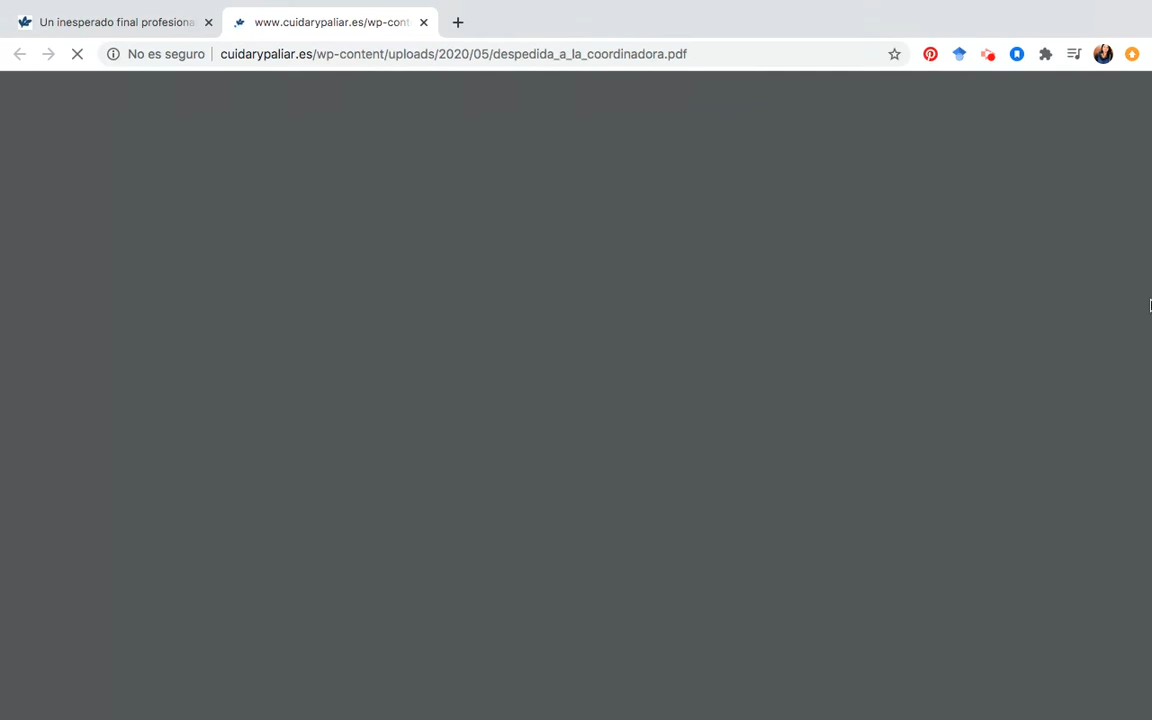 Un inesperado final profesiona
www.cuidarypaliar.es/wp-cont
No es seguro
cuidarypaliar.es/wp-content/uploads/2020/05/despedida_a_la_coordinadora.pdf